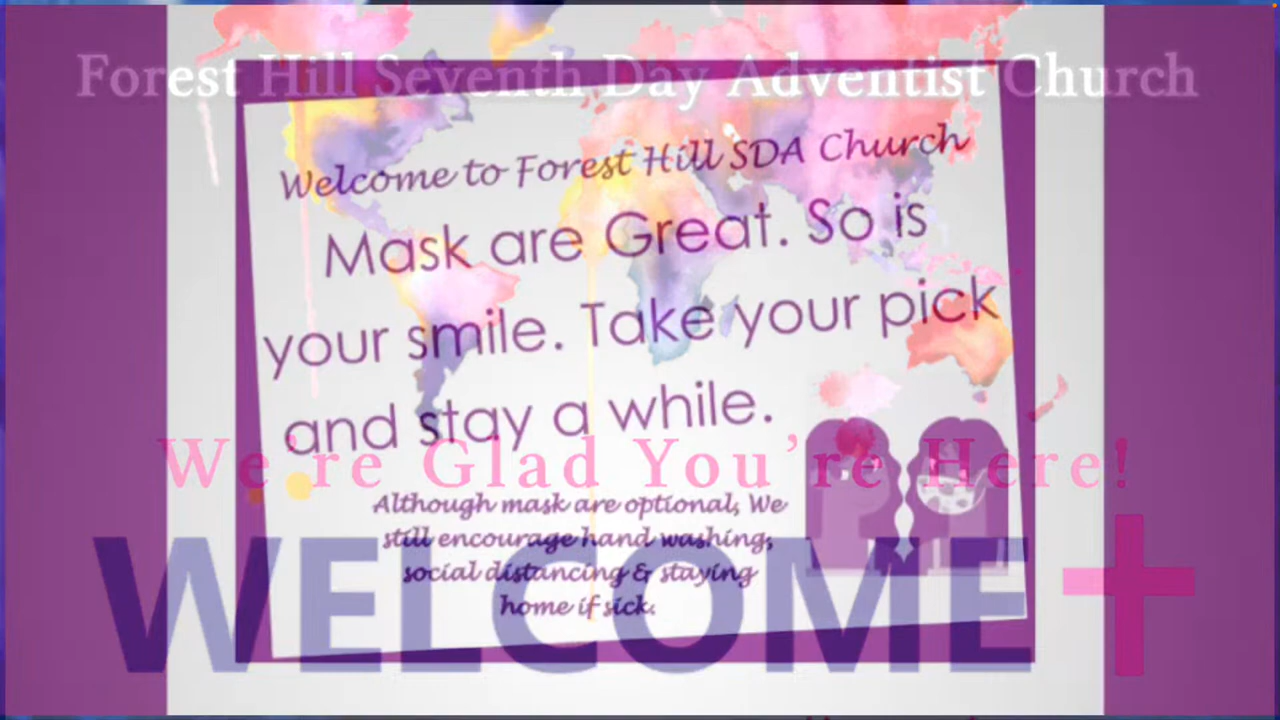 Forest Hill Seventh Day Adventist Church
Welcome to Forest Hill SDA Church
Mask are Great. So is
your smile. Take your pick
and stay a while.
We're Glad You're Here!
Although mask are optional, We
still encourage hand washing,
social distancing & staying
home if sick.
WELCOME